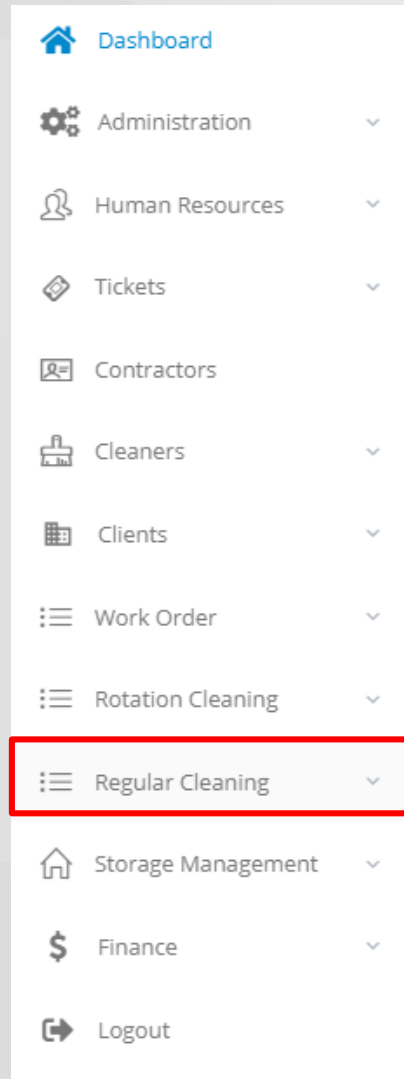 Dashboard
Administration
Human Resources
Tickets
Contractors
Cleaners
Clients
Work Order
Rotation Cleaning
Regular Cleaning
Storage Management
Finance
Logout